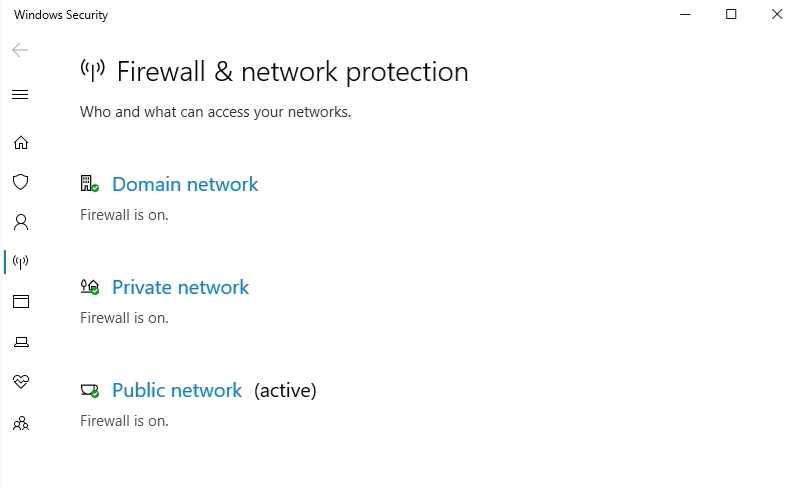 Windows Security
Firewall & network protection
Who and what can access your networks.
Domain network
Firewall is on.
Private network
Firewall is on.
Public network (active)
Firewall is on.